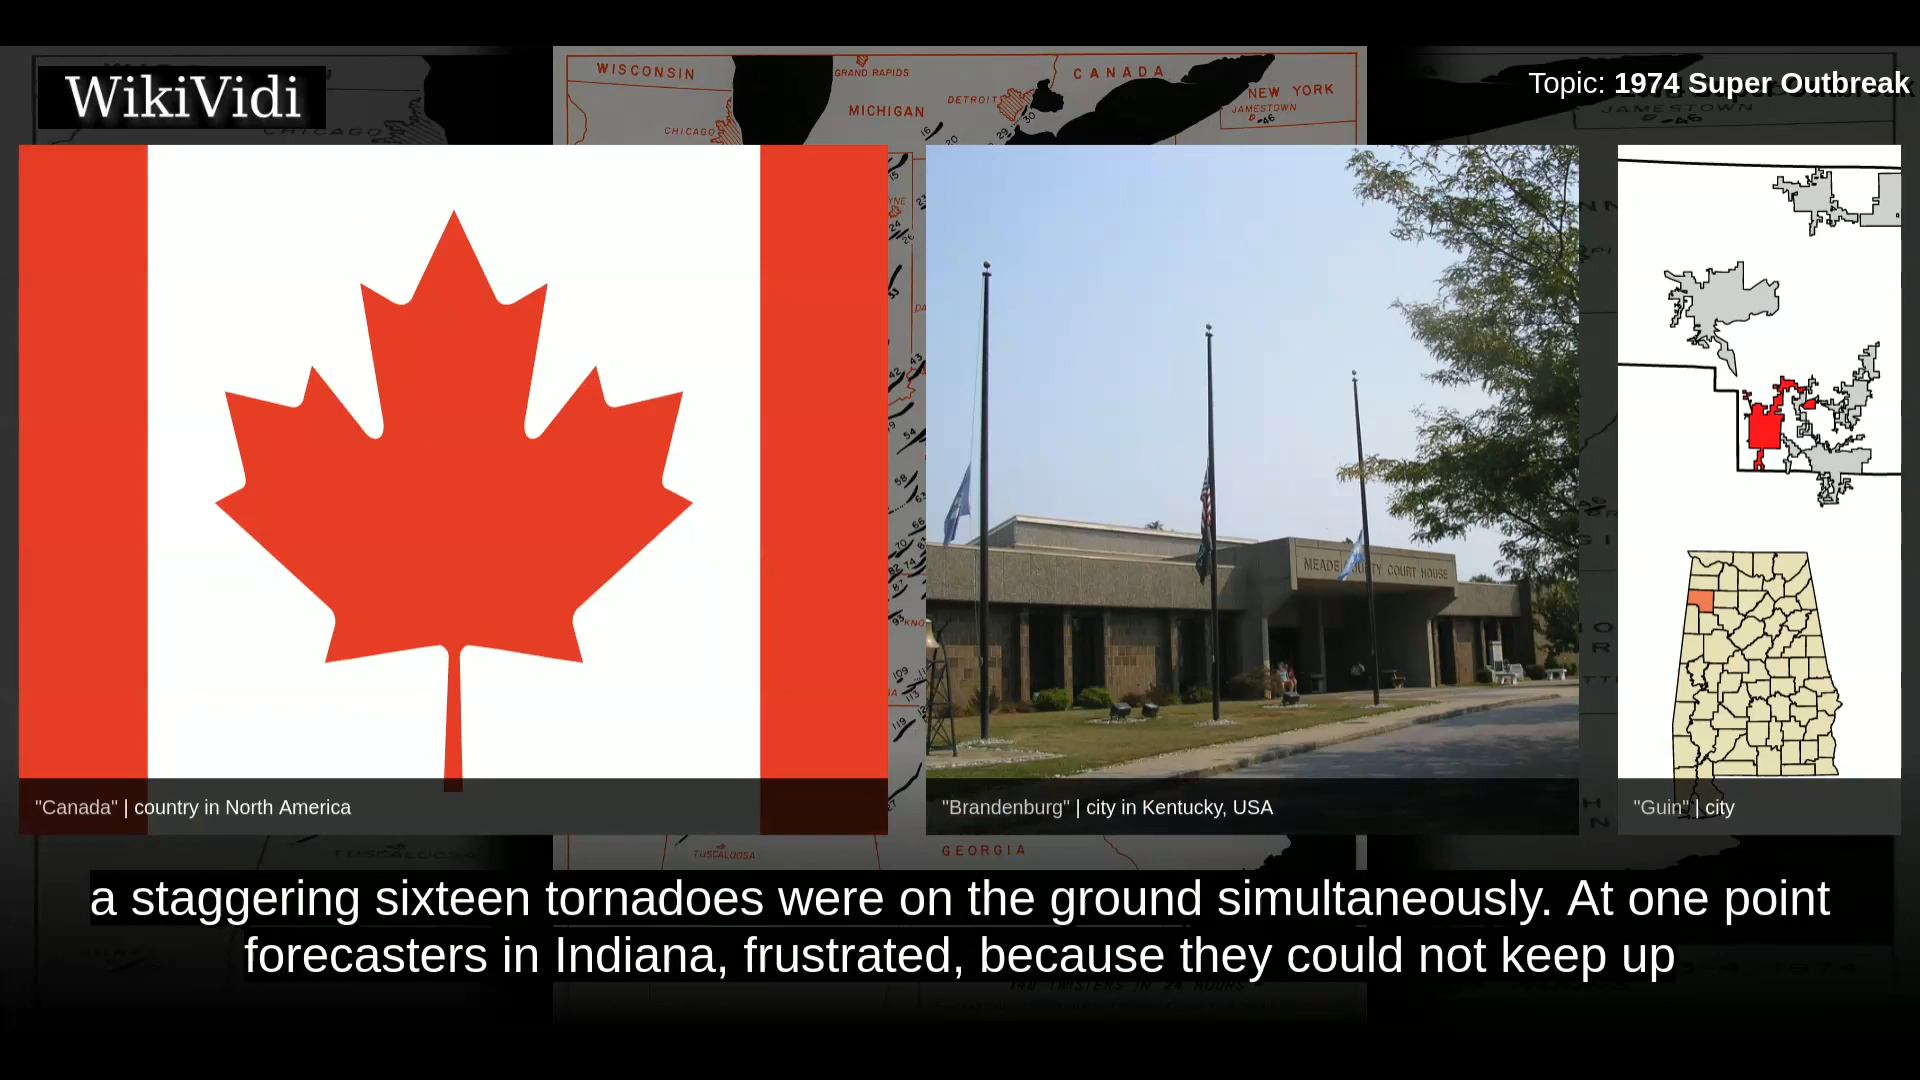 WikiVidi
Topic: 1974 Super Outbreak
WISCONSIN
GRAND RAPIDS
CANADA
MICHIGAN
DETROIT
NEW YORK
JAMESTOWN
CHICAGO
MEADE COUNTY COURT HOUSE
"Canada" | country in North America
"Brandenburg" | city in Kentucky, USA
"Guin" | city
TUSCALOOSA
GEORGIA
a staggering sixteen tornadoes were on the ground simultaneously. At one point
forecasters in Indiana, frustrated, because they could not keep up